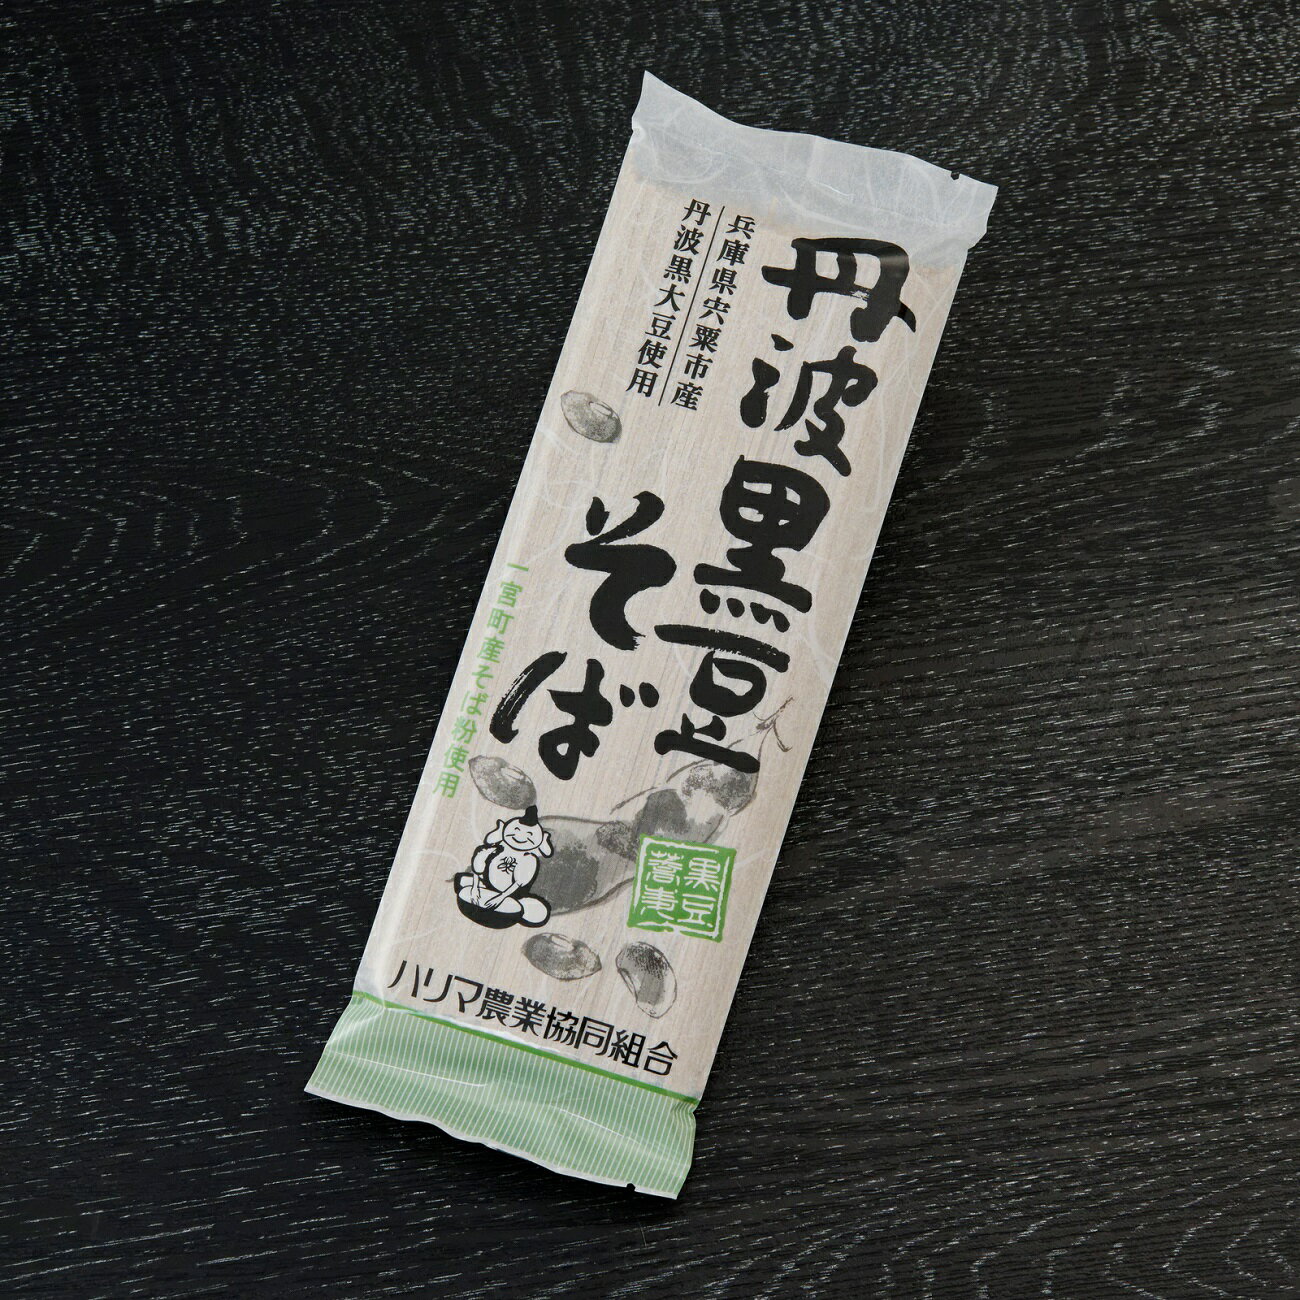 兵庫県宍粟市産
丹波黒大豆使用
丹波黒豆
そば
一宮町産そば粉使用
黒豆
蕎麦
ハリマ農業協同組合